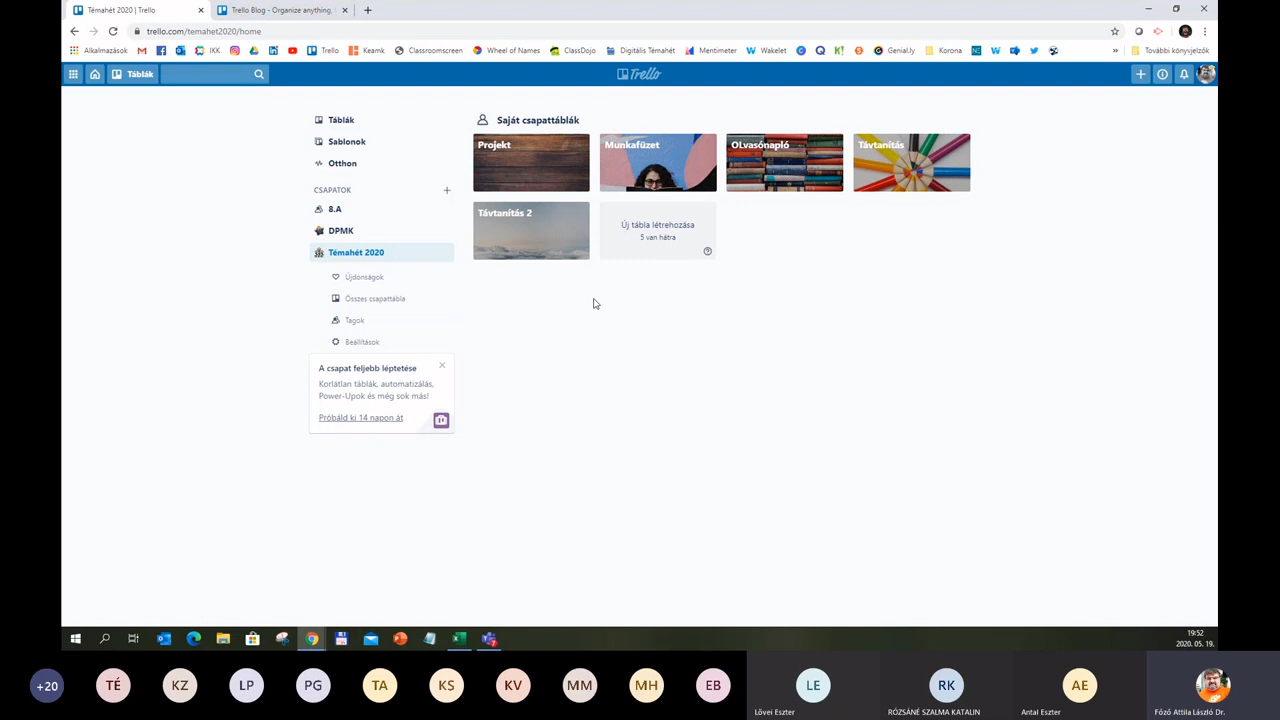 Témahét 2020 | Trello
Trello Blog - Organize anything,
trello.com/temahet2020/home
Alkalmazások
IKK
Trello
Keamk
Classroomscreen
Wheel of Names
ClassDojo
Digitális Témahét
Mentimeter
Wakelet
Genial.ly
Korona
További könyvjelzők
Táblák
Trello
Táblák
Sablonok
Otthon
CSAPATOK
8.A
DPMK
Témahét 2020
Újdonságok
Összes csapattábla
Tagok
Beállítások
A csapat feljebb léptetése
Korlátlan táblák, automatizálás,
Power-Upok és még sok más!
Próbáld ki 14 napon át
Saját csapattáblák
Projekt
Munkafüzet
OLvasónapló
Távtanítás
Távtanítás 2
Új tábla létrehozása
5 van hátra
19:52
2020. 05. 19.
+20
TÉ
KZ
LP
PG
TA
KS
KV
MM
MH
EB
LE
RK
AE
Lövei Eszter
RÓZSÁNÉ SZALMA KATALIN
Antal Eszter
Főző Attila László Dr.